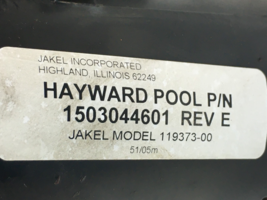 JAKEL INCORPORATED
HIGHLAND, ILLINOIS 62249
HAYWARD POOL P/N
1503044601 REV E
JAKEL MODEL 119373-00
51/05m